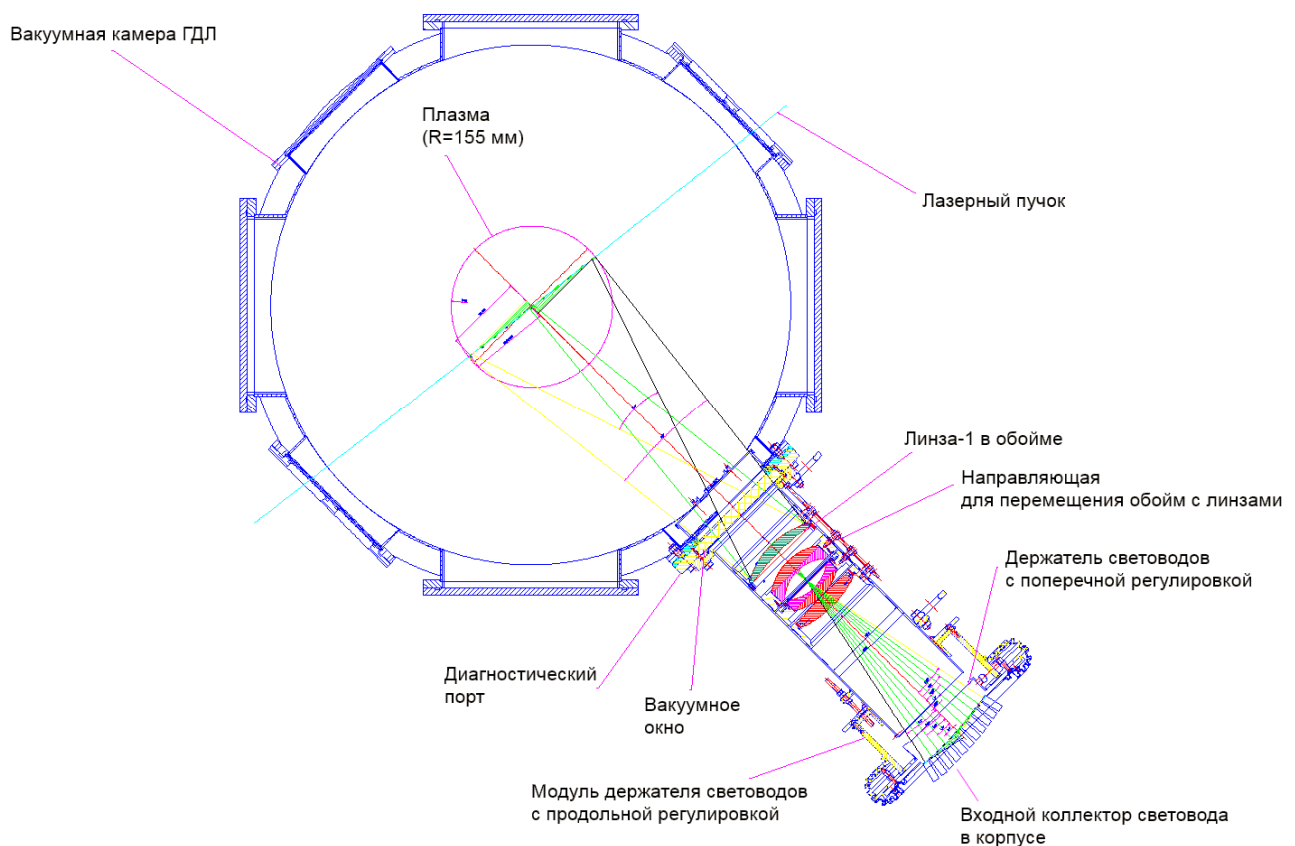 Вакуумная камера ГДЛ
Плазма
(R=155 мм)
Лазерный пучок
Линза-1 в обойме
Направляющая
для перемещения обойм с линзами
Держатель световодов
с поперечной регулировкой
Диагностический
порт
Вакуумное
окно
Модуль держателя световодов
с продольной регулировкой
Входной коллектор световода
в корпусе